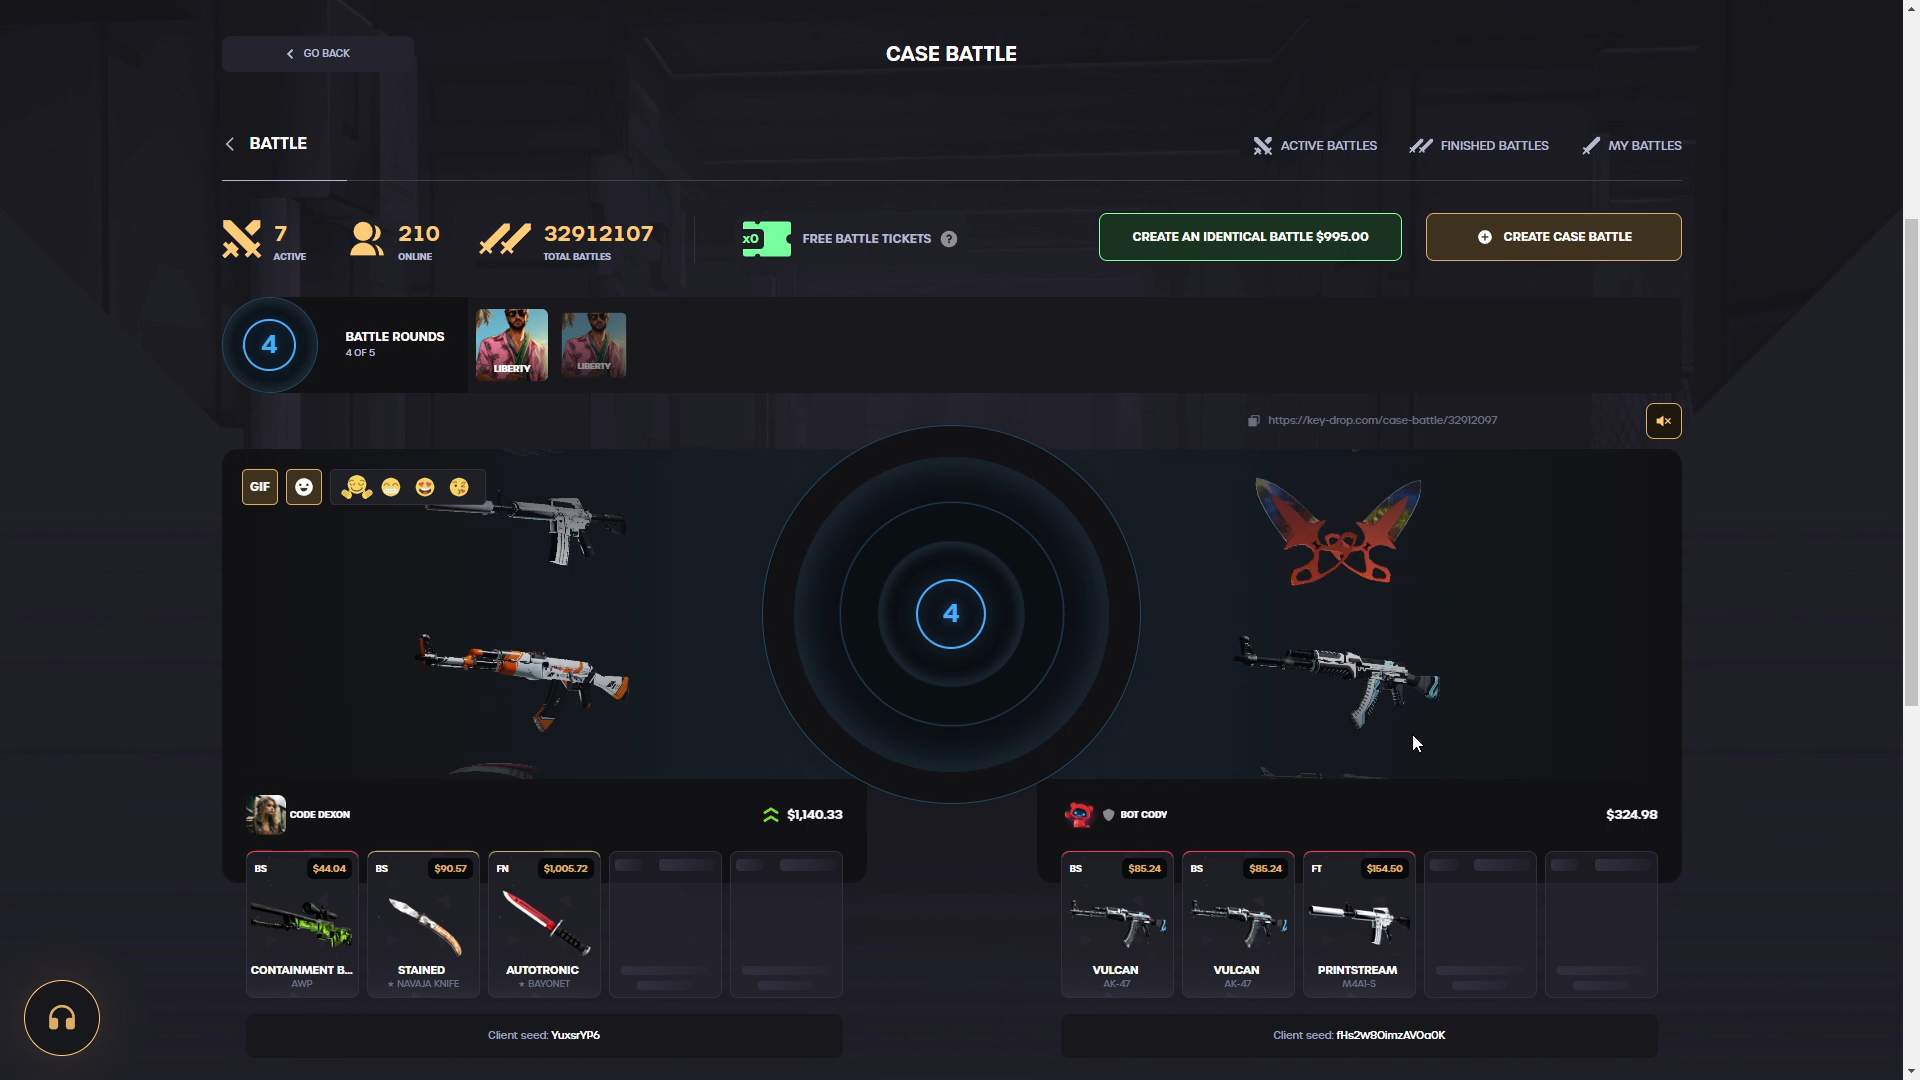 GO BACK
CASE BATTLE
BATTLE
ACTIVE BATTLES
FINISHED BATTLES
MY BATTLES
7
ACTIVE
210
ONLINE
32912107
TOTAL BATTLES
x0
FREE BATTLE TICKETS ?
CREATE AN IDENTICAL BATTLE $995.00
CREATE CASE BATTLE
4
BATTLE ROUNDS
4 OF 5
LIBERTY
LIBERTY
https://key-drop.com/case-battle/32912097
GIF
4
CODE DEXON
$1,140.33
BOT CODY
$324.98
BS $44.04
CONTAINMENT B...
AWP
BS $90.57
STAINED
★ NAVAJA KNIFE
FN $1,005.72
AUTOTRONIC
★ BAYONET
BS $85.24
VULCAN
AK-47
BS $85.24
VULCAN
AK-47
FT $154.50
PRINTSTREAM
M4A1-S
Client seed: YuxsrYP6
Client seed: fHs2w8OimzAVOa0K